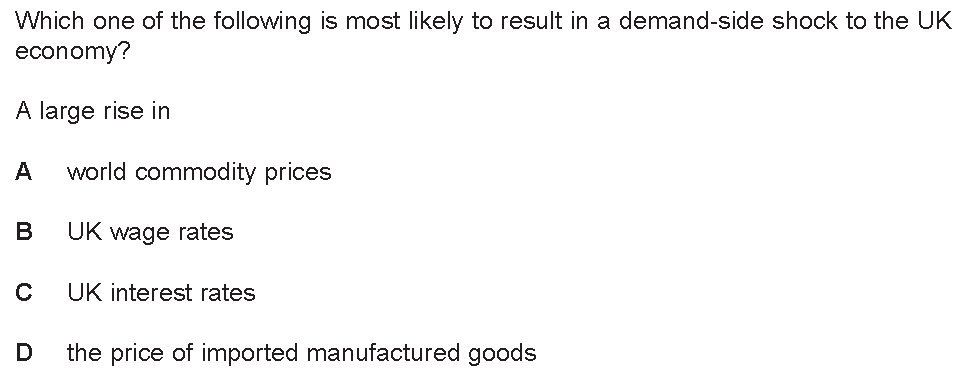 Which one of the following is most likely to result in a demand-side shock to the UK
economy?
A large rise in
A world commodity prices
B UK wage rates
C UK interest rates
D the price of imported manufactured goods